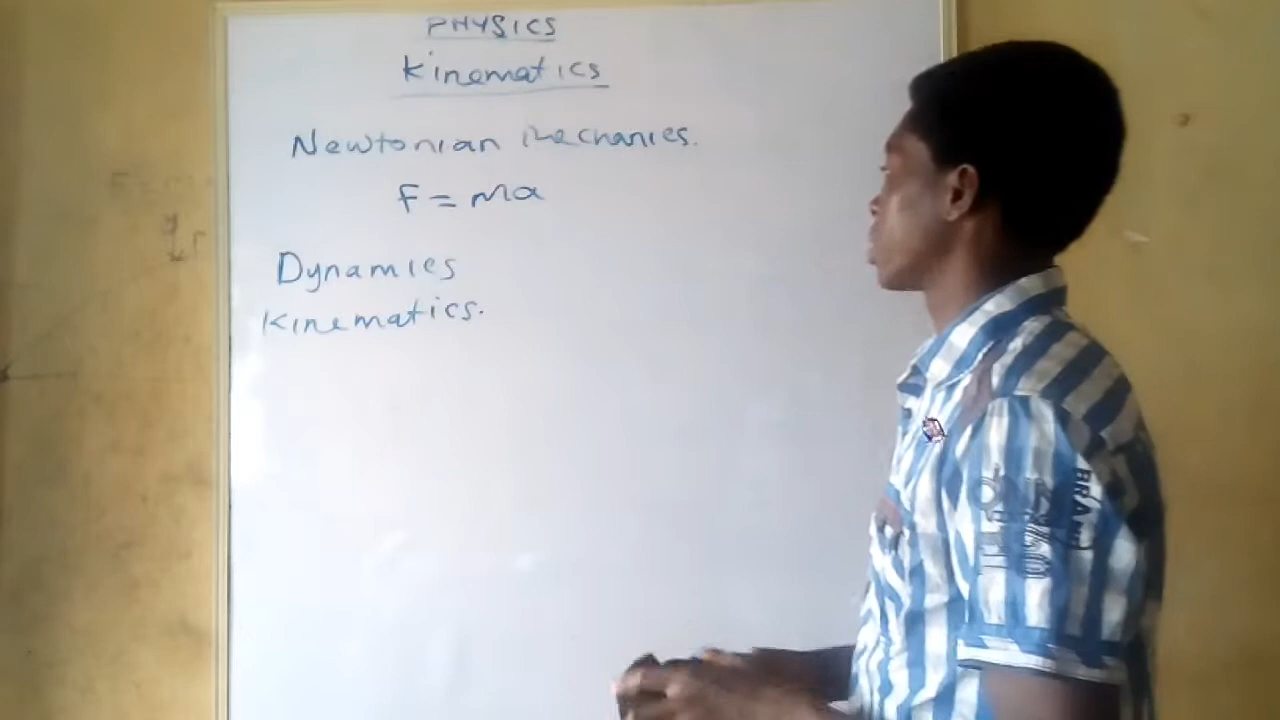 PHYSICS
Kinematics
Newtonian Mechanics.
F = Ma
Dynamics
Kinematics.